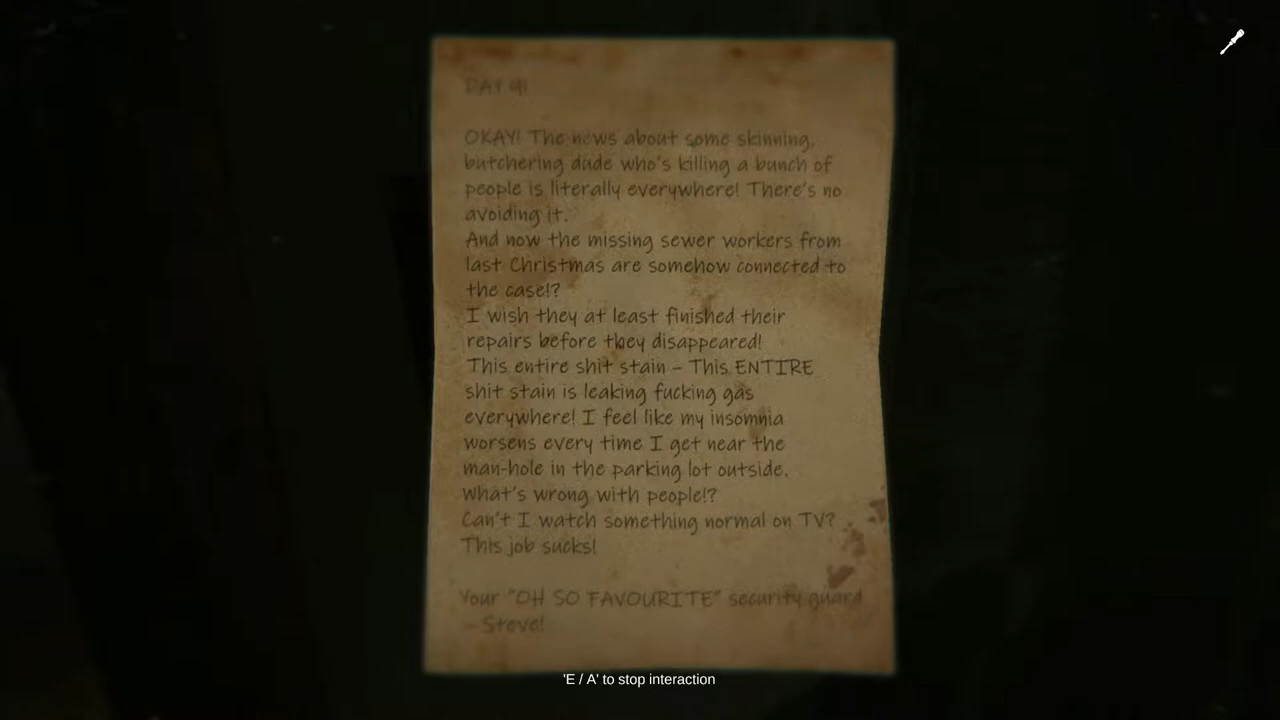 DAY
OKAY! The news about some skinning,
butchering dude who's killing a bunch of
people is literally everywhere! There's no
avoiding it.
And now the missing sewer workers from
last Christmas are somehow connected to
the case!?
I wish they at least finished their
repairs before they disappeared!
This entire shit stain – This ENTIRE
shit stain is leaking fucking gas
everywhere! I feel like my insomnia
worsens every time I get near the
man-hole in the parking lot outside.
What's wrong with people!?
Can't I watch something normal on TV?
This job sucks!
Your "OH SO FAVOURITE" security guard
– Steve!
'E / A' to stop interaction